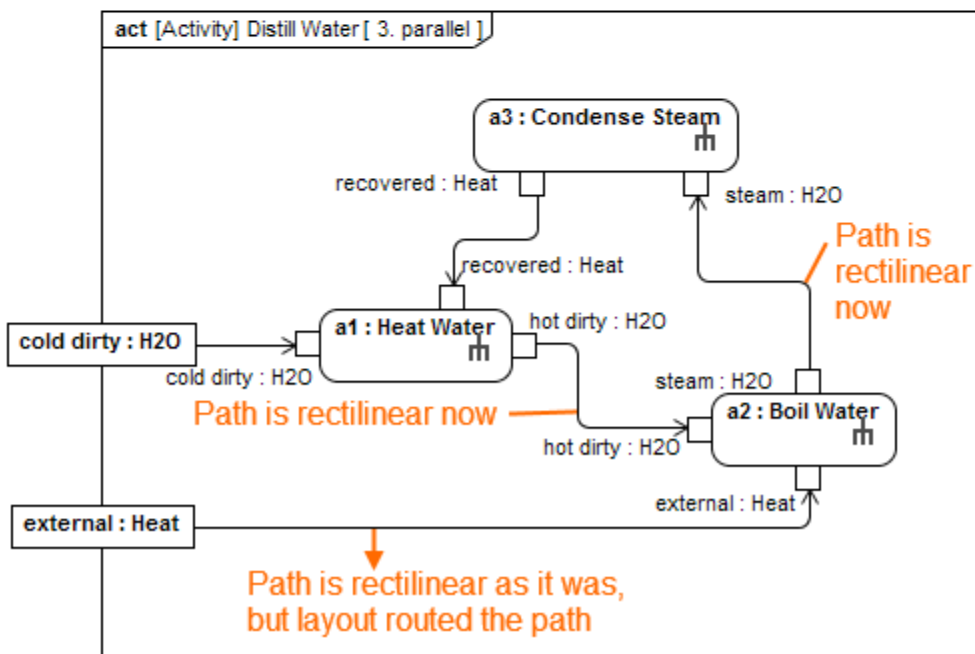 act [Activity] Distill Water [ 3. parallel ]
a3 : Condense Steam
recovered : Heat
steam : H2O
Path is
rectilinear
now
recovered : Heat
cold dirty : H2O
a1 : Heat Water
hot dirty : H2O
cold dirty : H2O
steam : H2O
Path is rectilinear now
a2 : Boil Water
hot dirty : H2O
external : Heat
external : Heat
Path is rectilinear as it was,
but layout routed the path